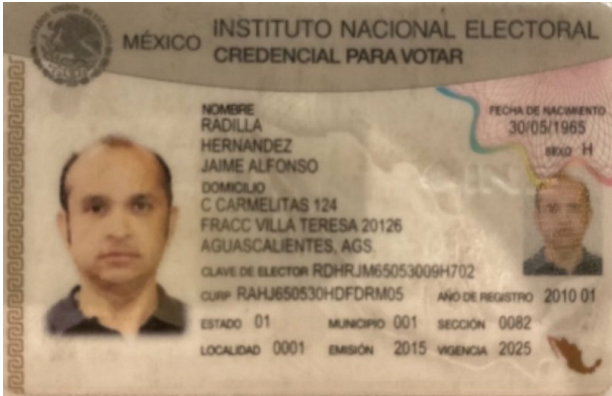 MÉXICO INSTITUTO NACIONAL ELECTORAL
CREDENCIAL PARA VOTAR
NOMBRE
RADILLA
HERNANDEZ
JAIME ALFONSO
FECHA DE NACIMIENTO
30/05/1965
SEXO H
DOMICILIO
C CARMELITAS 124
FRACC VILLA TERESA 20126
AGUASCALIENTES, AGS.
CLAVE DE ELECTOR RDHRJM65053009H702
CURP RAHJ650530HDFDRM05 AÑO DE REGISTRO 2010 01
ESTADO 01 MUNICIPIO 001 SECCIÓN 0082
LOCALIDAD 0001 EMISIÓN 2015 VIGENCIA 2025